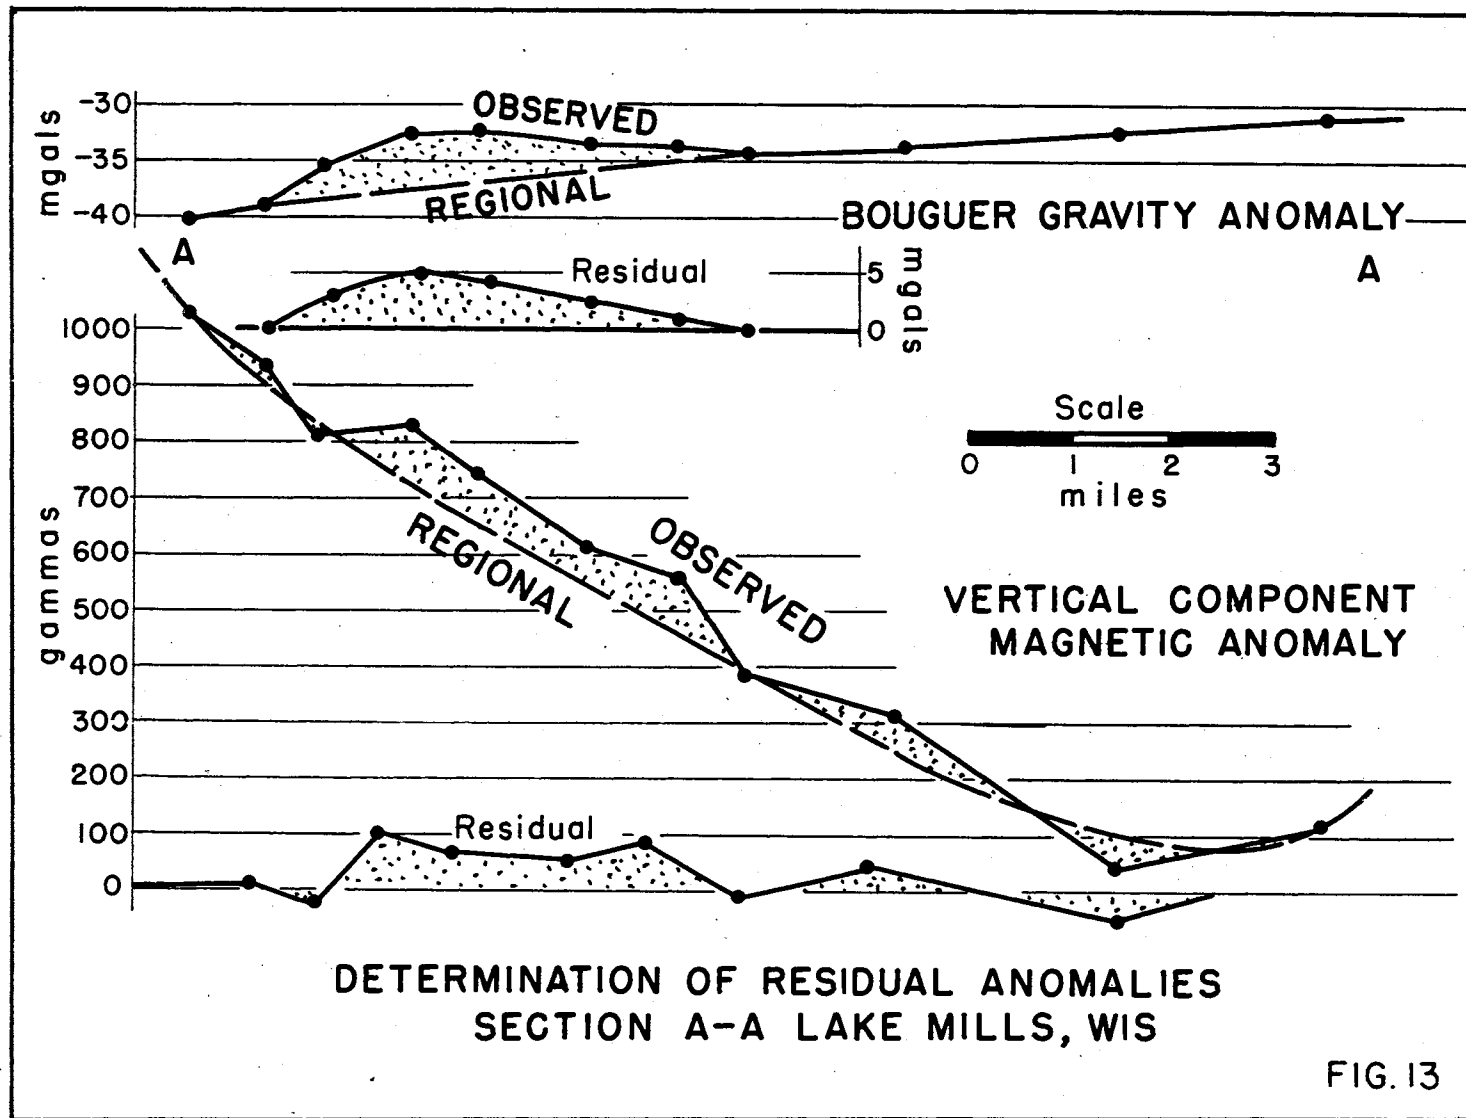 -30
OBSERVED
mgals
-35
REGIONAL
-40
BOUGUER GRAVITY ANOMALY
A
A
Residual
5
mgals
0
1000
900
Scale
800
0 1 2 3
miles
700
gammas
REGIONAL
OBSERVED
600
VERTICAL COMPONENT
MAGNETIC ANOMALY
500
400
300
200
100
Residual
0
DETERMINATION OF RESIDUAL ANOMALIES
SECTION A-A LAKE MILLS, WIS
FIG. 13